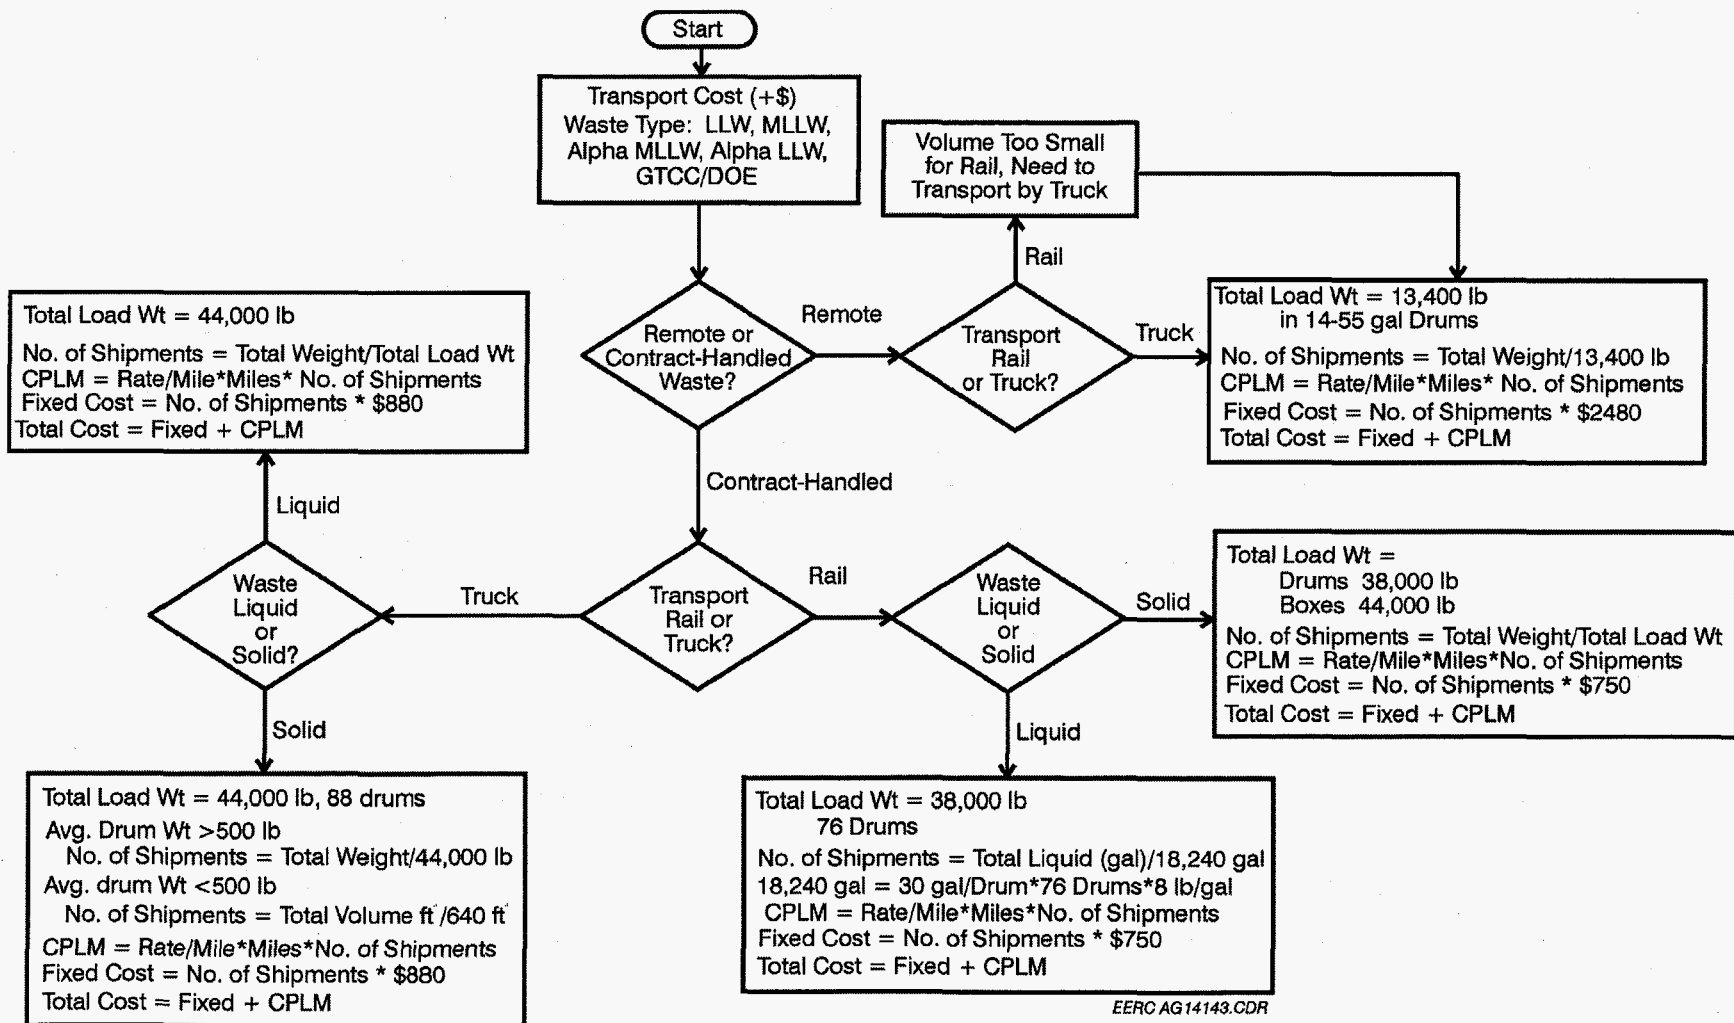 Start
Transport Cost (+$)
Waste Type: LLW, MLLW,
Alpha MLLW, Alpha LLW,
GTCC/DOE
Volume Too Small
for Rail, Need to
Transport by Truck
Rail
Remote or
Contract-Handled
Waste?
Remote
Transport
Rail
or Truck?
Truck
Total Load Wt = 13,400 lb
in 14-55 gal Drums
No. of Shipments = Total Weight/13,400 lb
CPLM = Rate/Mile*Miles* No. of Shipments
Fixed Cost = No. of Shipments * $2480
Total Cost = Fixed + CPLM
Total Load Wt = 44,000 lb
No. of Shipments = Total Weight/Total Load Wt
CPLM = Rate/Mile*Miles* No. of Shipments
Fixed Cost = No. of Shipments * $880
Total Cost = Fixed + CPLM
Contract-Handled
Liquid
Waste
Liquid
or
Solid?
Truck
Transport
Rail or
Truck?
Rail
Waste
Liquid
or
Solid
Solid
Total Load Wt =
Drums 38,000 lb
Boxes 44,000 lb
No. of Shipments = Total Weight/Total Load Wt
CPLM = Rate/Mile*Miles*No. of Shipments
Fixed Cost = No. of Shipments * $750
Total Cost = Fixed + CPLM
Solid
Liquid
Total Load Wt = 44,000 lb, 88 drums
Avg. Drum Wt >500 lb
No. of Shipments = Total Weight/44,000 lb
Avg. drum Wt <500 lb
No. of Shipments = Total Volume ft /640 ft
CPLM = Rate/Mile*Miles*No. of Shipments
Fixed Cost = No. of Shipments * $880
Total Cost = Fixed + CPLM
Total Load Wt = 38,000 lb
76 Drums
No. of Shipments = Total Liquid (gal)/18,240 gal
18,240 gal = 30 gal/Drum*76 Drums*8 lb/gal
CPLM = Rate/Mile*Miles*No. of Shipments
Fixed Cost = No. of Shipments * $750
Total Cost = Fixed + CPLM
EERC AG14143.CDR